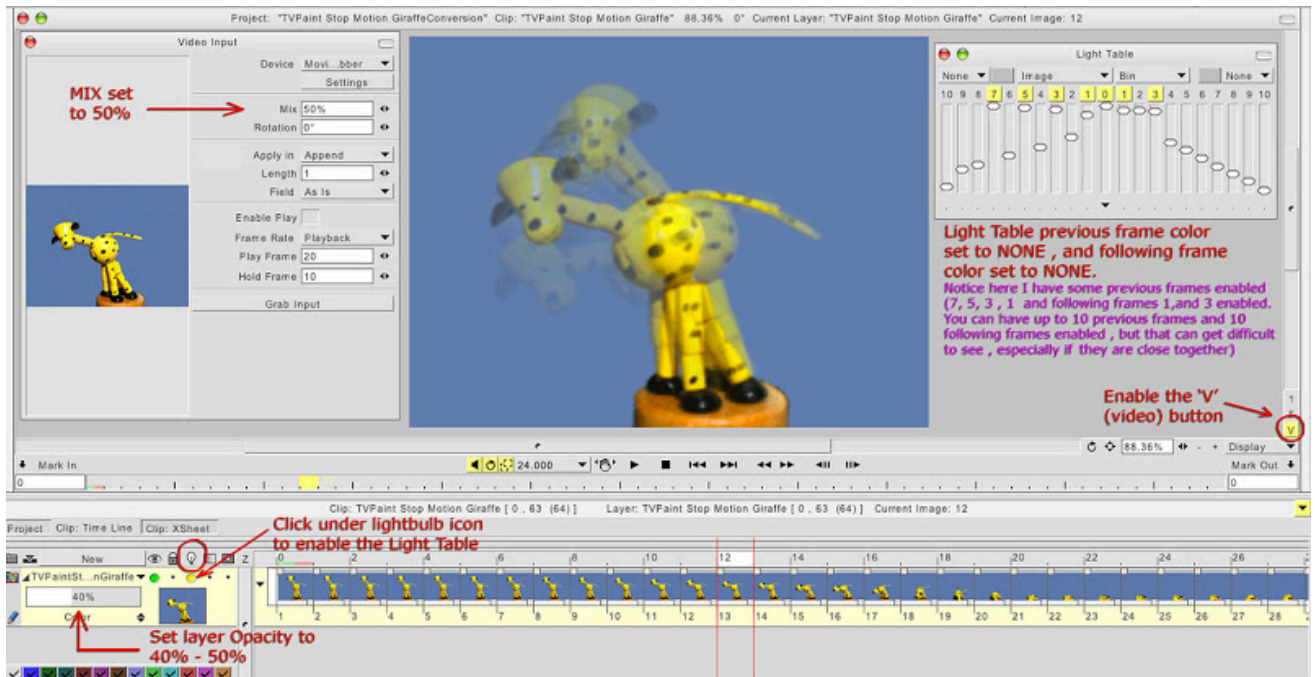 Project: "TVPaint Stop Motion GiraffeConversion" Clip: "TVPaint Stop Motion Giraffe" 88.36% 0° Current Layer: "TVPaint Stop Motion Giraffe" Current Image: 12
Video Input
Device Movi...bber
Settings
MIX set
to 50%
Mix 50%
Rotation 0°
Apply in Append
Length 1
Field As Is
Enable Play
Frame Rate Playback
Play Frame 20
Hold Frame 10
Grab Input
Light Table
None Image Bin None
10 9 8 7 6 5 4 3 2 1 0 1 2 3 4 5 6 7 8 9 10
Light Table previous frame color
set to NONE , and following frame
color set to NONE.
Notice here I have some previous frames enabled
(7, 5, 3 , 1 and following frames 1,and 3 enabled.
You can have up to 10 previous frames and 10
following frames enabled , but that can get difficult
to see , especially if they are close together)
Enable the 'V'
(video) button
1
V
88.36% - + Display
Mark In 24.000 Mark Out
0 0
Clip: TVPaint Stop Motion Giraffe [ 0 , 63 (64) ] Layer: TVPaint Stop Motion Giraffe [ 0 , 63 (64) ] Current Image: 12
Project Clip: Time Line Clip: XSheet
Click under lightbulb icon
to enable the Light Table
New Z 0 2 4 6 8 10 12 14 16 18 20 22 24 26
TVPaintSt...nGiraffe
40%
Color
1 2 3 4 5 6 7 8 9 10 11 12 13 14 15 16 17 18 19 20 21 22 23 24 25 26 27 28
Set layer Opacity to
40% - 50%